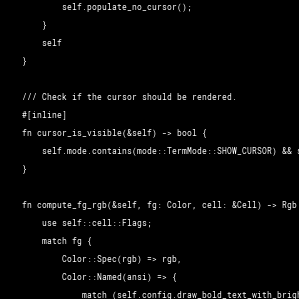 self.populate_no_cursor();
}
self
}
/// Check if the cursor should be rendered.
#[inline]
fn cursor_is_visible(&self) -> bool {
self.mode.contains(mode::TermMode::SHOW_CURSOR) &&
}
fn compute_fg_rgb(&self, fg: Color, cell: &Cell) -> Rgb
use self::cell::Flags;
match fg {
Color::Spec(rgb) => rgb,
Color::Named(ansi) => {
match (self.config.draw_bold_text_with_brig